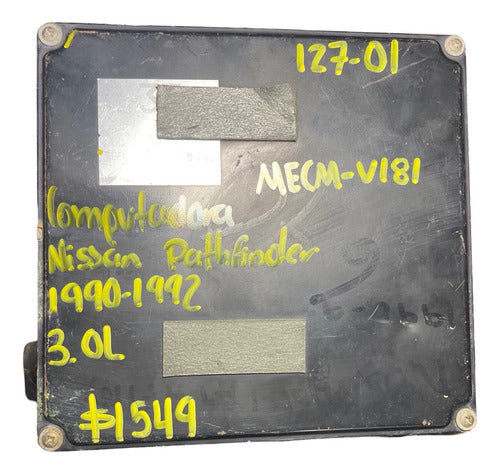 127-01
MECM-V181
Computadora
Nissan Pathfinder
1990-1992
3.0L
$1549